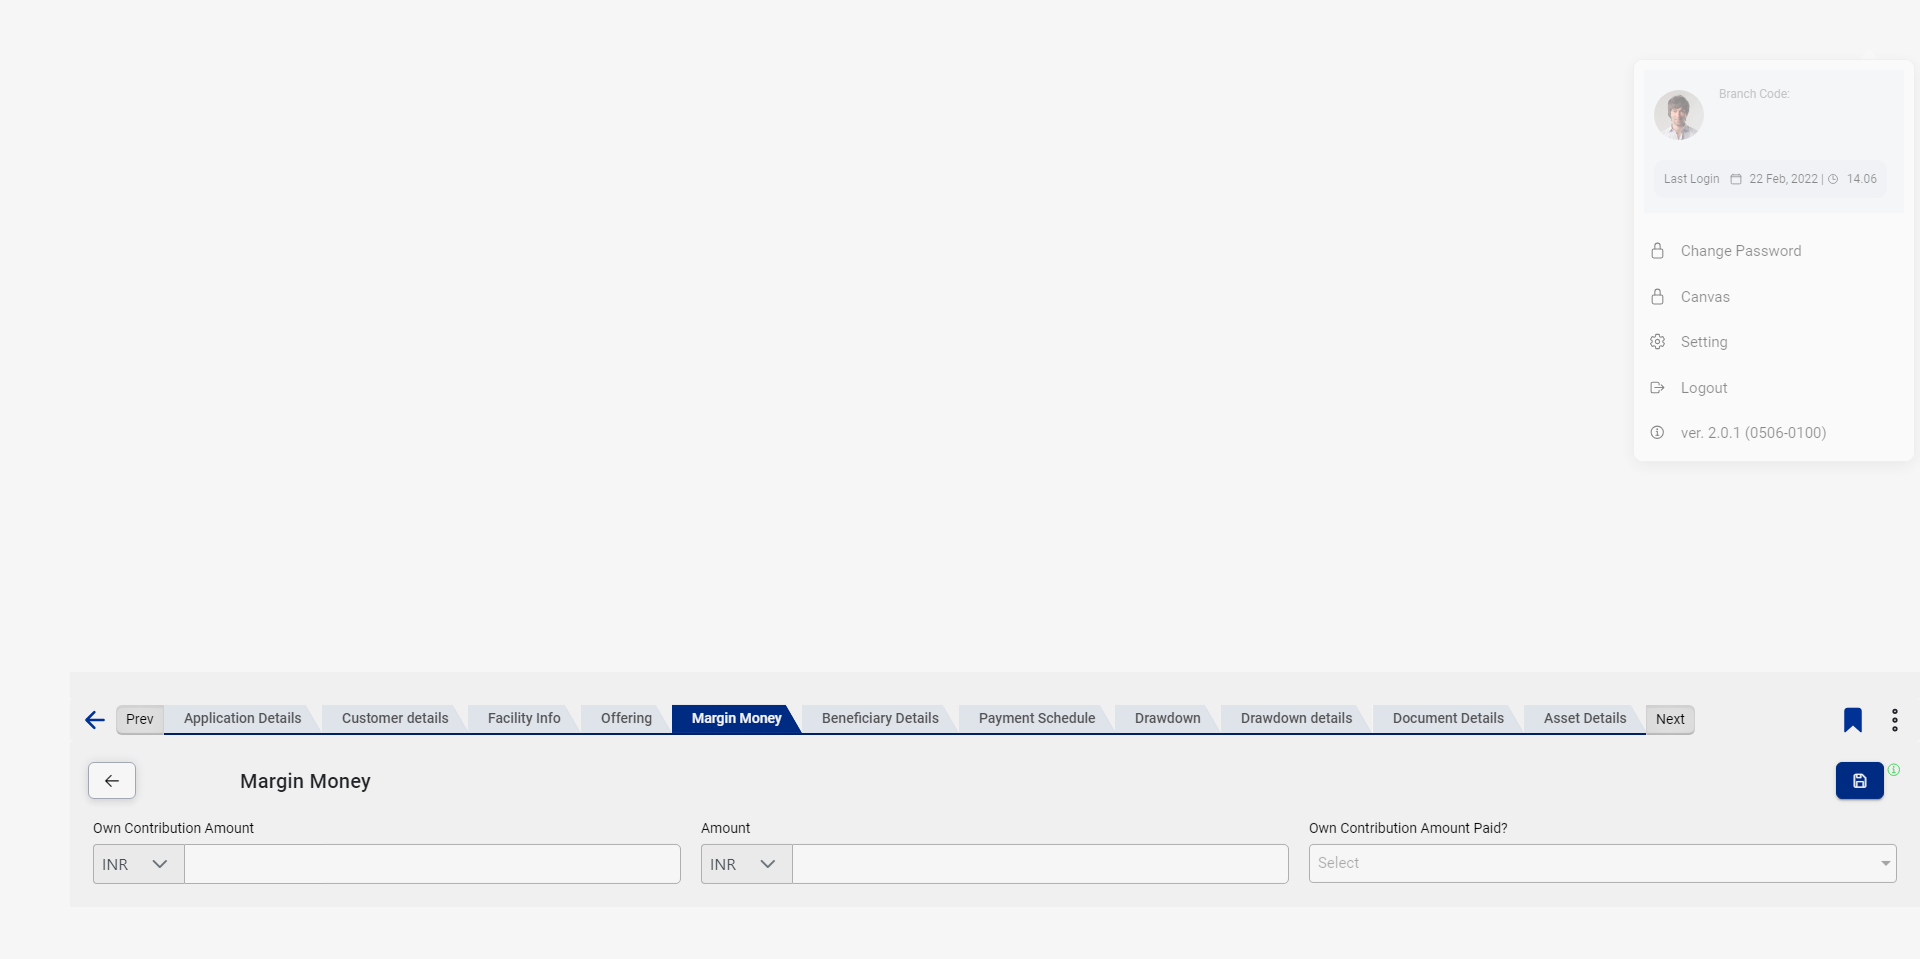 Branch Code:
Last Login 22 Feb, 2022 | 14.06
Change Password
Canvas
Setting
Logout
ver. 2.0.1 (0506-0100)
Prev Application Details Customer details Facility Info Offering Margin Money Beneficiary Details Payment Schedule Drawdown Drawdown details Document Details Asset Details Next
Margin Money
Own Contribution Amount Amount Own Contribution Amount Paid?
INR INR Select